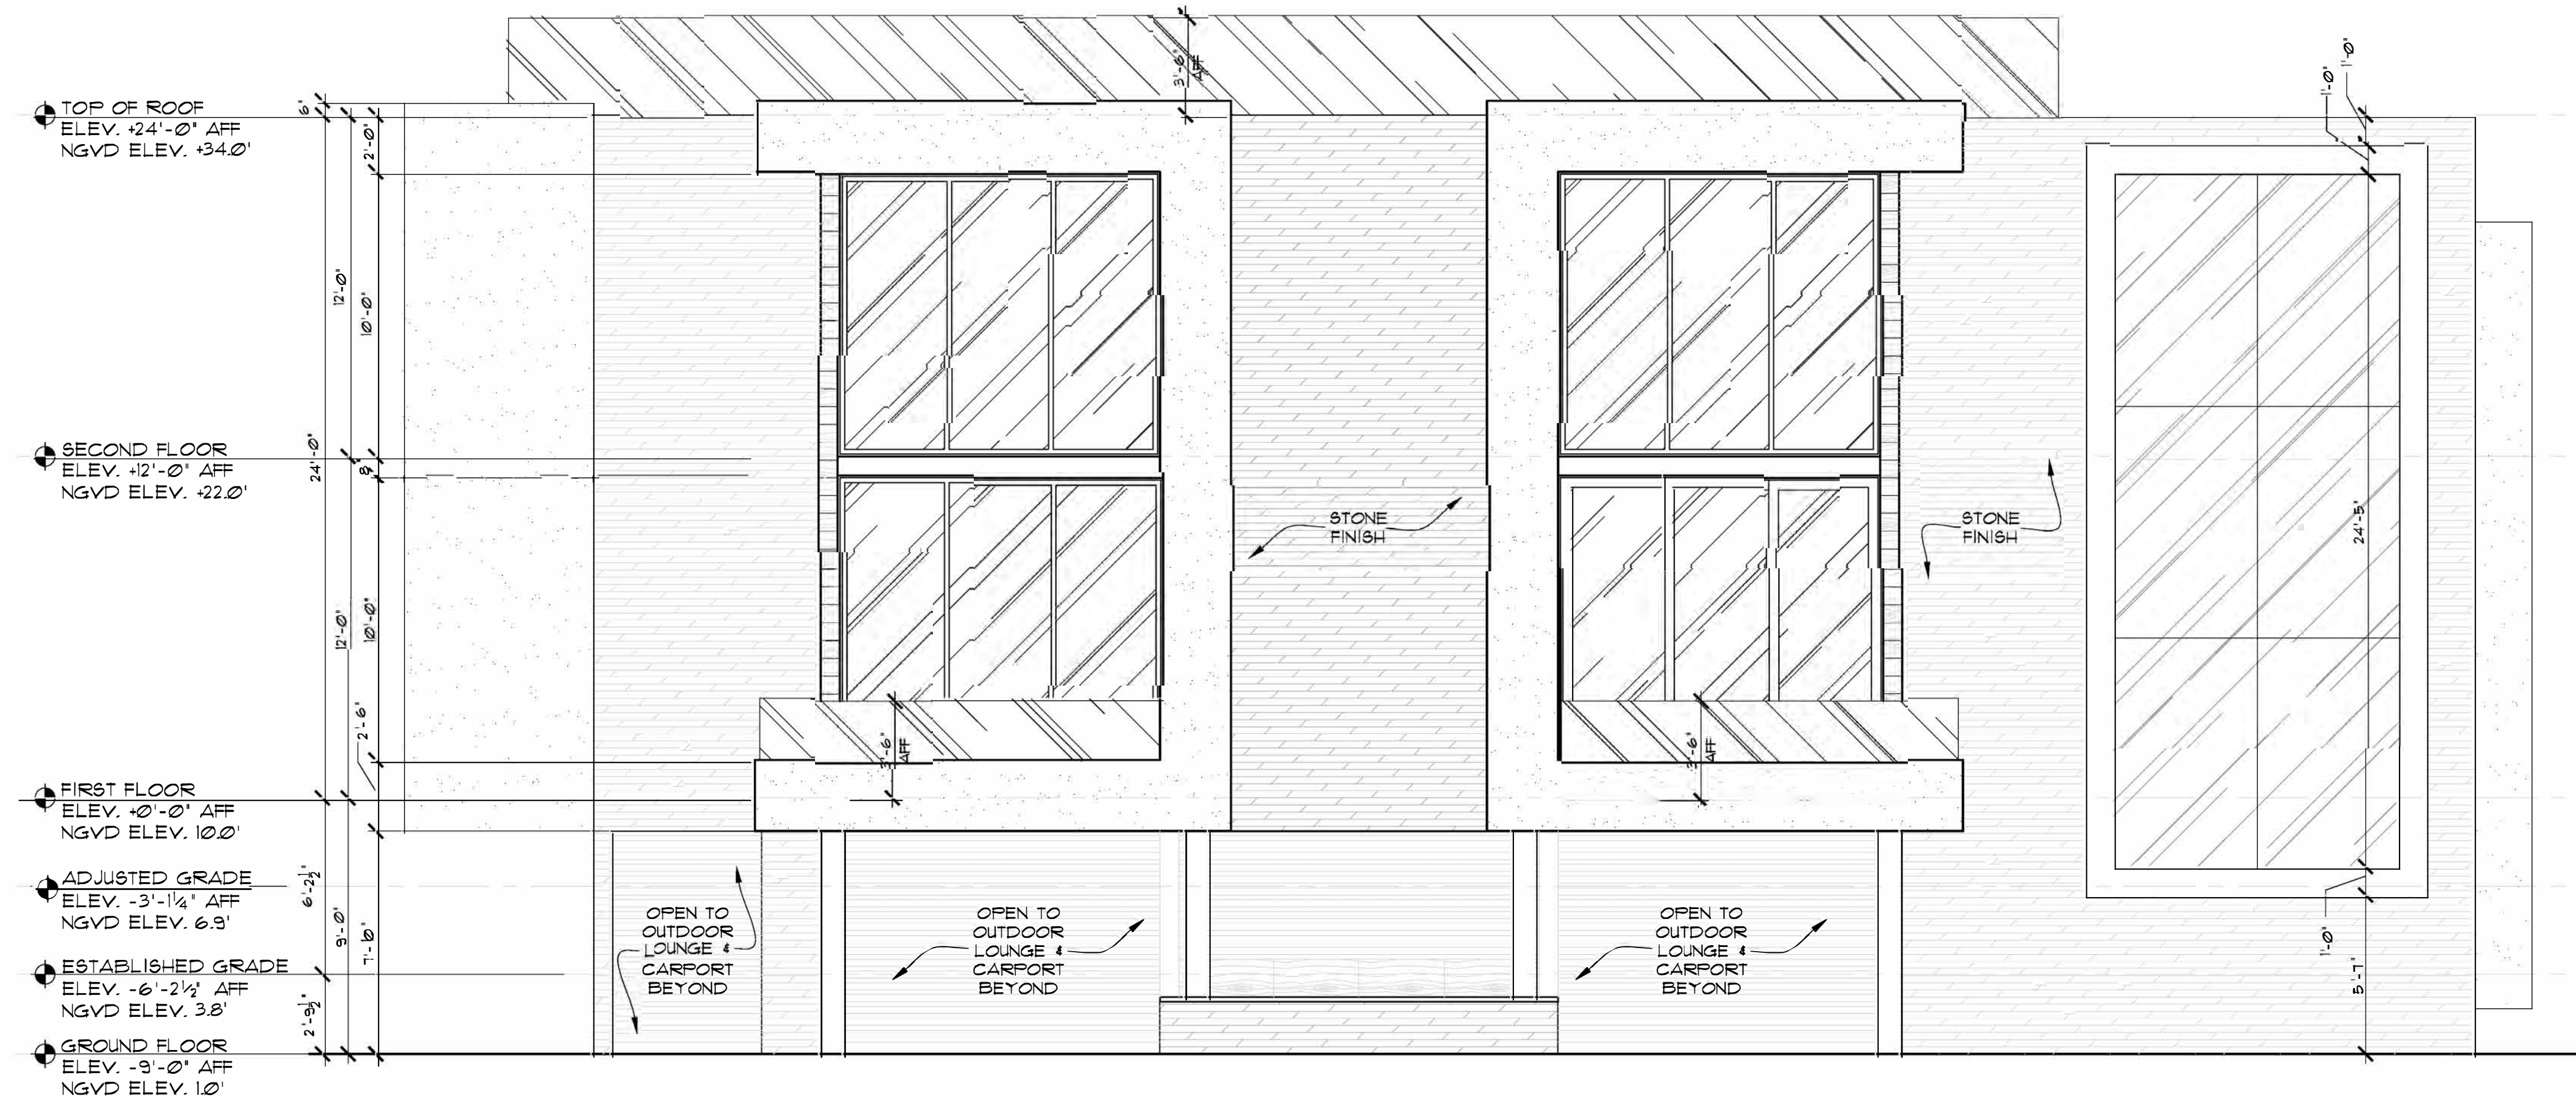 TOP OF ROOF
ELEV. +24'-0" AFF
NGVD ELEV. +34.0'
SECOND FLOOR
ELEV. +12'-0" AFF
NGVD ELEV. +22.0'
FIRST FLOOR
ELEV. +0'-0" AFF
NGVD ELEV. 10.0'
ADJUSTED GRADE
ELEV. -3'-1¼" AFF
NGVD ELEV. 6.9'
ESTABLISHED GRADE
ELEV. -6'-2½" AFF
NGVD ELEV. 3.8'
GROUND FLOOR
ELEV. -9'-0" AFF
NGVD ELEV. 1.0'
6"
2'-0"
12'-0"
10'-0"
24'-0"
8"
12'-0"
10'-0"
2'-6"
6'-2½"
9'-0"
7'-10"
2'-9½"
3'-6"
AFF
3'-6"
AFF
3'-6"
AFF
STONE
FINISH
STONE
FINISH
OPEN TO
OUTDOOR
LOUNGE &
CARPORT
BEYOND
OPEN TO
OUTDOOR
LOUNGE &
CARPORT
BEYOND
OPEN TO
OUTDOOR
LOUNGE &
CARPORT
BEYOND
1'-0"
1'-0"
24'-5"
1'-0"
5'-7"